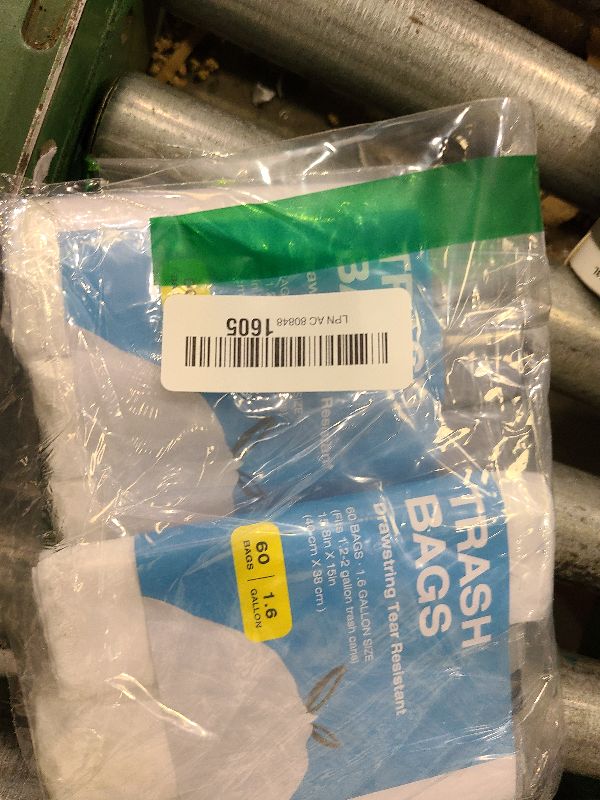 LPN AC 80848
1605
TRASH
BAGS
Drawstring Tear Resistant
60 BAGS · 1.6 GALLON SIZE
(Fits 1.2-2 gallon trash cans)
(40 cm X 38 cm)
60
BAGS
1.6
GALLON